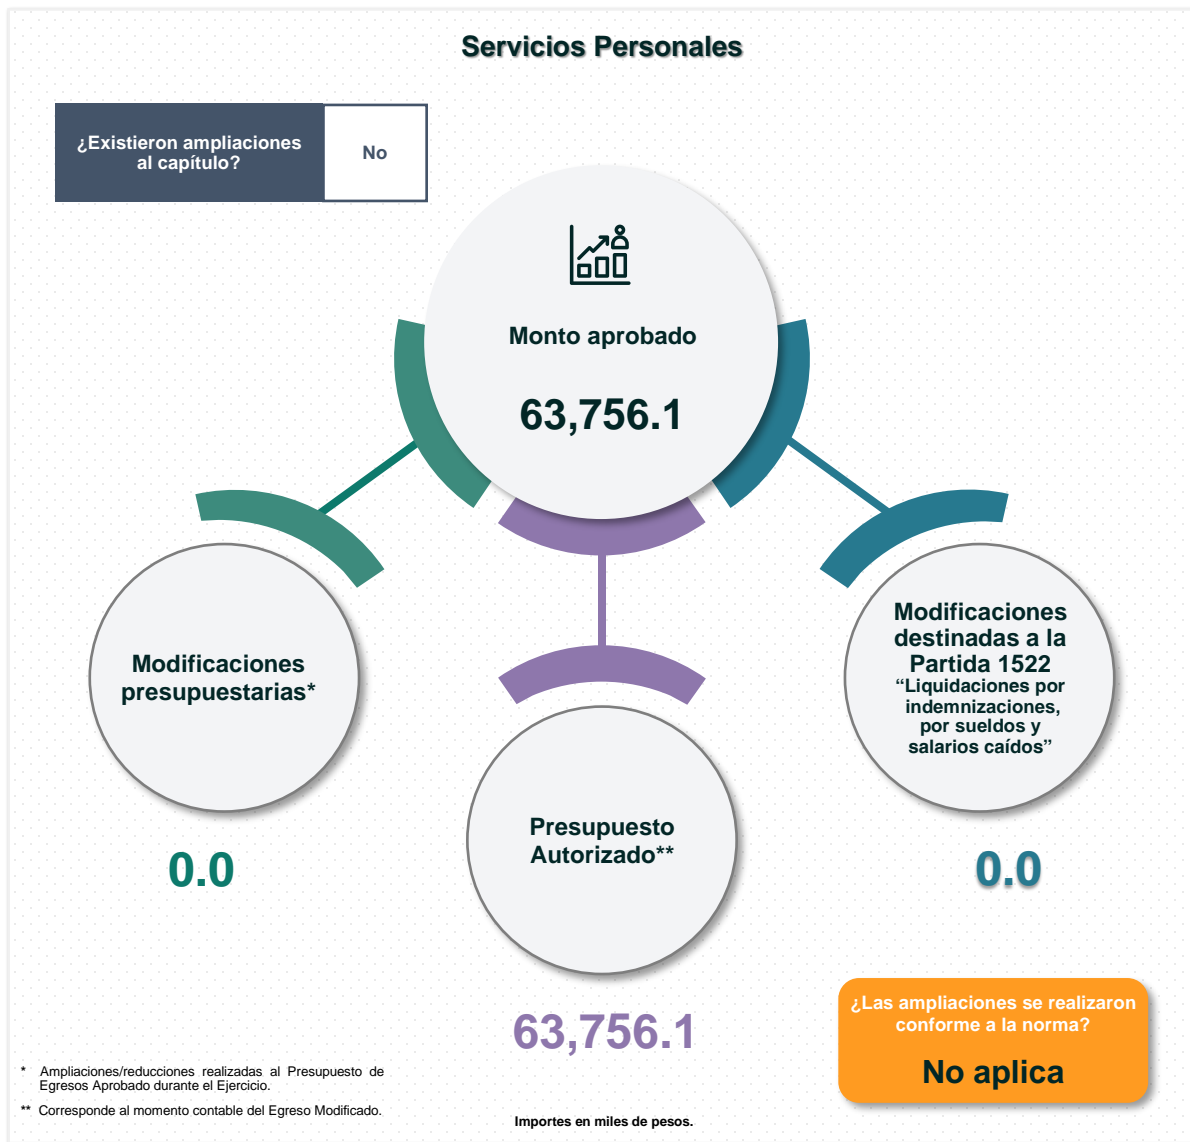 Servicios Personales
¿Existieron ampliaciones
al capítulo?
No
Monto aprobado
63,756.1
Modificaciones
presupuestarias*
0.0
Presupuesto
Autorizado**
63,756.1
Modificaciones
destinadas a la
Partida 1522
“Liquidaciones por
indemnizaciones,
por sueldos y
salarios caídos”
0.0
¿Las ampliaciones se realizaron
conforme a la norma?
No aplica
* Ampliaciones/reducciones realizadas al Presupuesto de
Egresos Aprobado durante el Ejercicio.
** Corresponde al momento contable del Egreso Modificado.
Importes en miles de pesos.